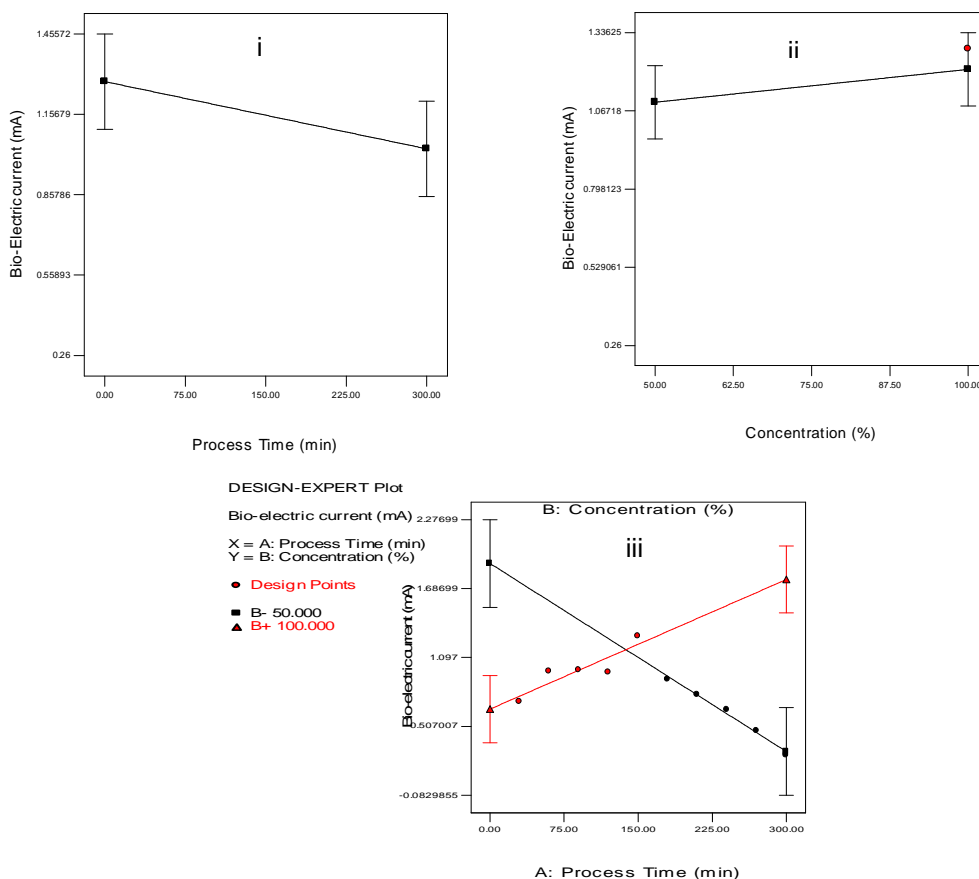 i
Bio-Electric current (mA)
1.45572
1.15679
0.85786
0.55893
0.26
0.00 75.00 150.00 225.00 300.00
Process Time (min)
ii
Bio-Electric current (mA)
1.33625
1.06718
0.798123
0.529061
0.26
50.00 62.50 75.00 87.50 100.00
Concentration (%)
DESIGN-EXPERT Plot
Bio-electric current (mA)
X = A: Process Time (min)
Y = B: Concentration (%)
Design Points
B- 50.000
B+ 100.000
B: Concentration (%)
iii
Bio-electric current (mA)
2.27699
1.68699
1.097
0.507007
-0.0829855
0.00 75.00 150.00 225.00 300.00
A: Process Time (min)